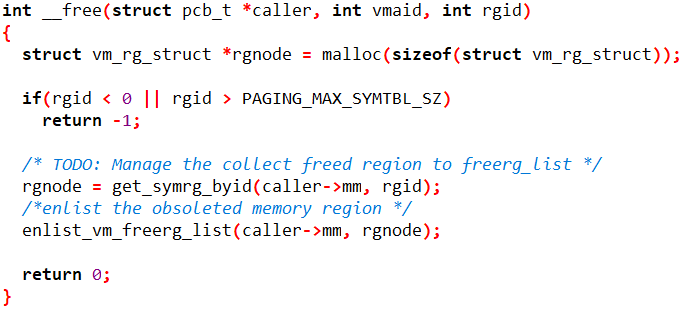 int __free(struct pcb_t *caller, int vmaid, int rgid)
{
  struct vm_rg_struct *rgnode = malloc(sizeof(struct vm_rg_struct));

  if(rgid < 0 || rgid > PAGING_MAX_SYMTBL_SZ)
    return -1;

  /* TODO: Manage the collect freed region to freerg_list */
  rgnode = get_symrg_byid(caller->mm, rgid);
  /*enlist the obsoleted memory region */
  enlist_vm_freerg_list(caller->mm, rgnode);

  return 0;
}